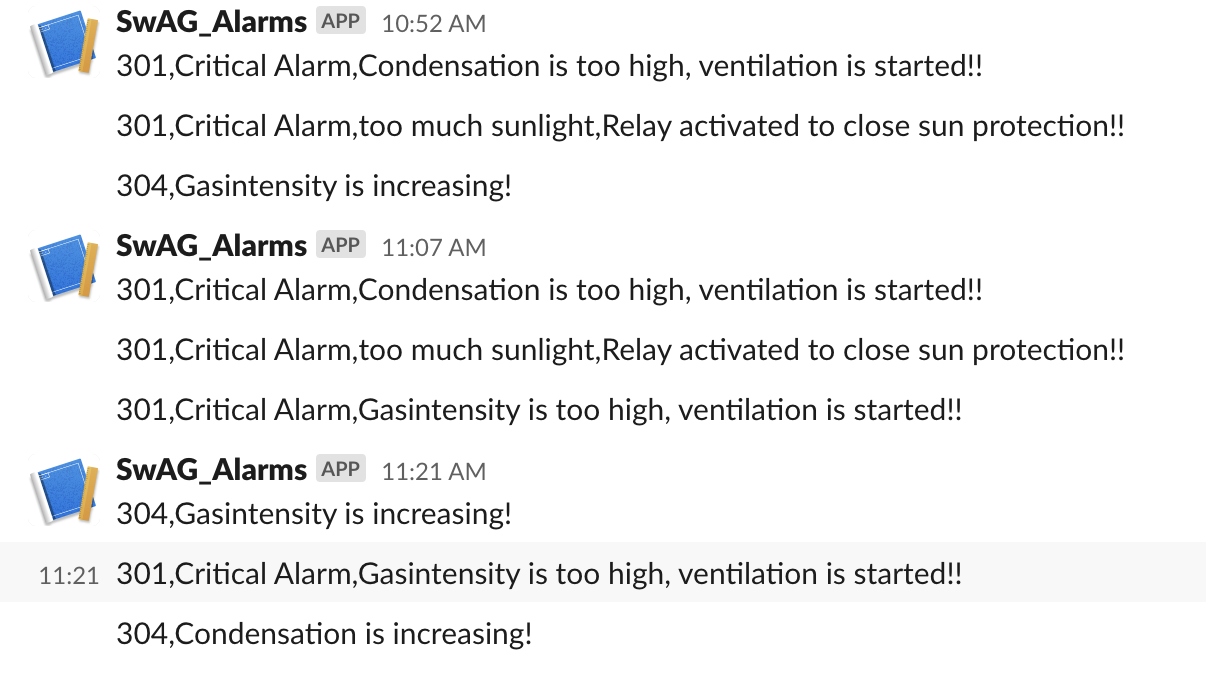 SwAG_Alarms APP 10:52 AM
301,Critical Alarm,Condensation is too high, ventilation is started!!
301,Critical Alarm,too much sunlight,Relay activated to close sun protection!!
304,Gasintensity is increasing!
SwAG_Alarms APP 11:07 AM
301,Critical Alarm,Condensation is too high, ventilation is started!!
301,Critical Alarm,too much sunlight,Relay activated to close sun protection!!
301,Critical Alarm,Gasintensity is too high, ventilation is started!!
SwAG_Alarms APP 11:21 AM
304,Gasintensity is increasing!
11:21 301,Critical Alarm,Gasintensity is too high, ventilation is started!!
304,Condensation is increasing!